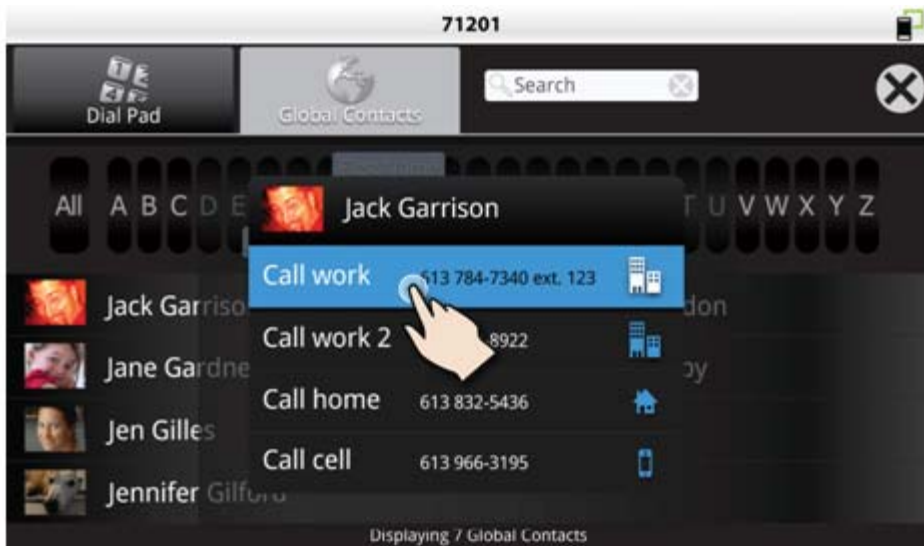 71201
Dial Pad
Global Contacts
Search
All A B C D E T U V W X Y Z
Jack Garrison
Call work 613 784-7340 ext. 123
Call work 2 8922
Call home 613 832-5436
Call cell 613 966-3195
Jack Garriso
Jane Gardne
Jen Gilles
Jennifer Gilford
Displaying 7 Global Contacts